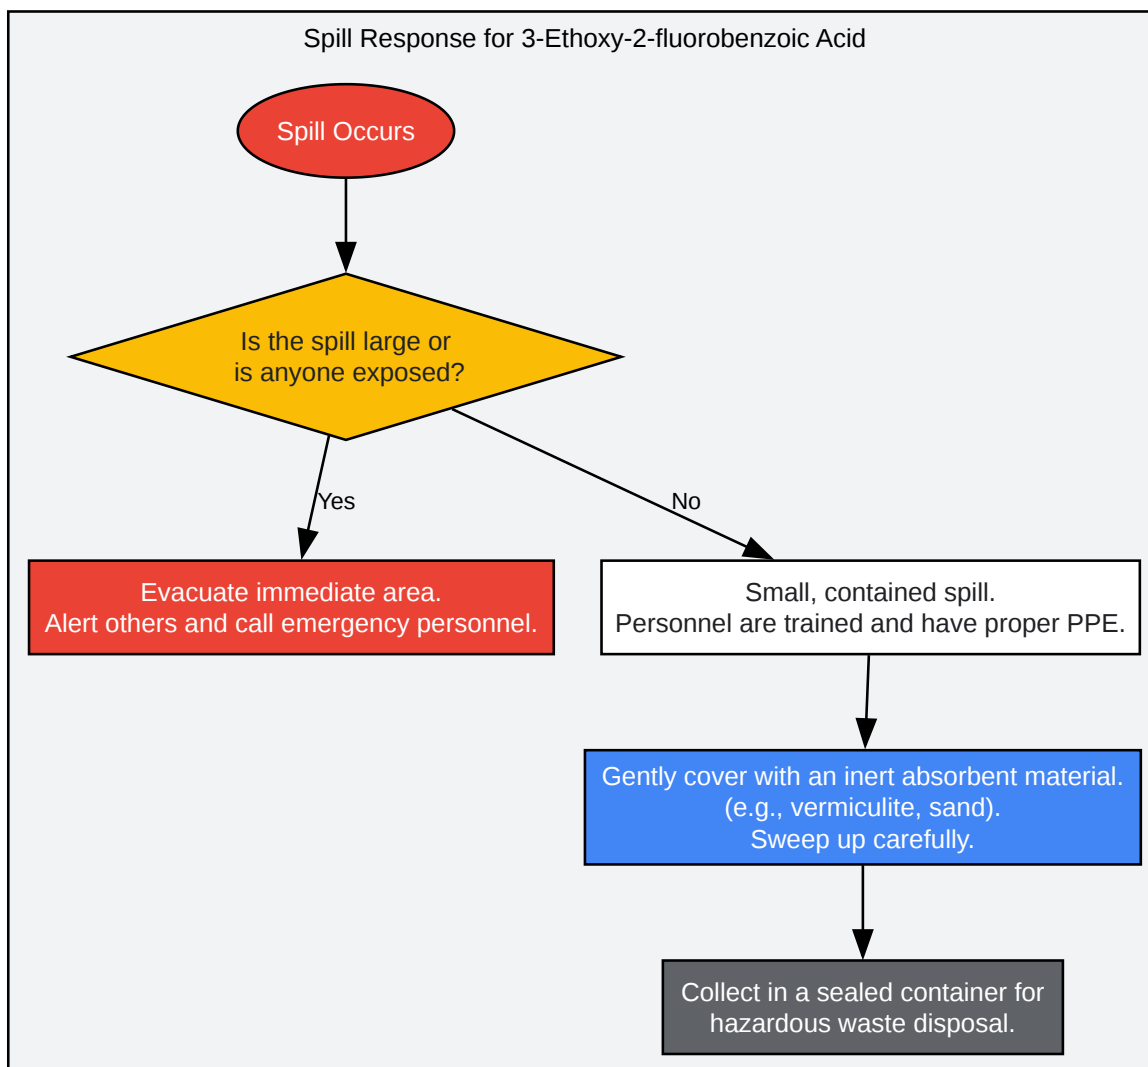 Spill Response for 3-Ethoxy-2-fluorobenzoic Acid
Spill Occurs
Is the spill large or
is anyone exposed?
Yes
No
Evacuate immediate area.
Alert others and call emergency personnel.
Small, contained spill.
Personnel are trained and have proper PPE.
Gently cover with an inert absorbent material.
(e.g., vermiculite, sand).
Sweep up carefully.
Collect in a sealed container for
hazardous waste disposal.